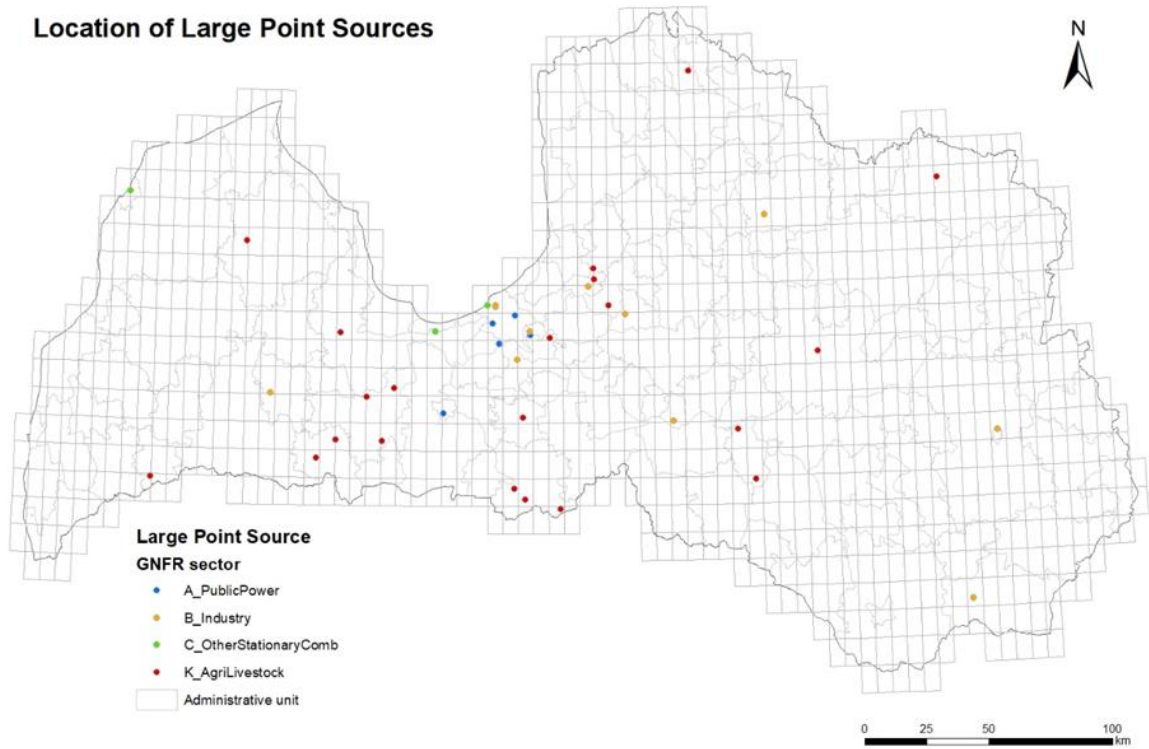 Location of Large Point Sources
N
Large Point Source
GNFR sector
A_PublicPower
B_Industry
C_OtherStationaryComb
K_AgriLivestock
Administrative unit
0 25 50 100
km